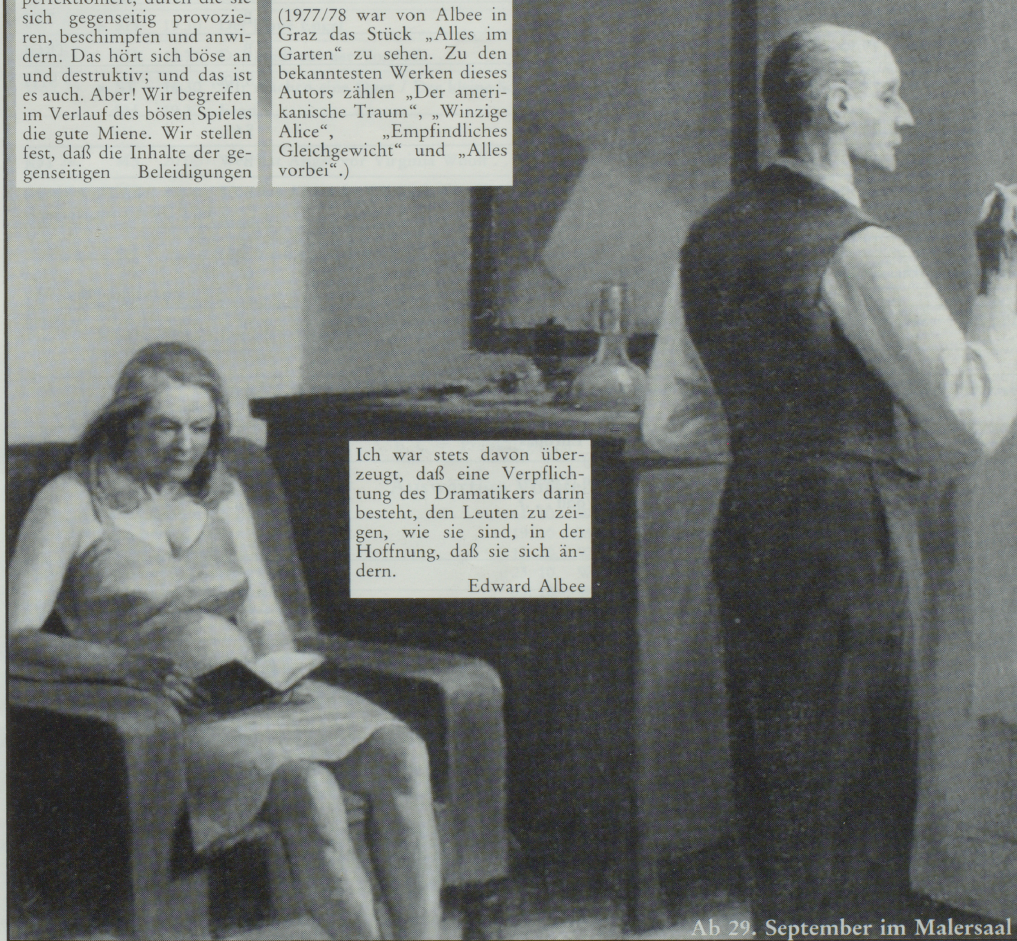 perfektioniert, durch die sie
sich gegenseitig provozie-
ren, beschimpfen und anwi-
dern. Das hört sich böse an
und destruktiv; und das ist
es auch. Aber! Wir begreifen
im Verlauf des bösen Spieles
die gute Miene. Wir stellen
fest, daß die Inhalte der ge-
genseitigen Beleidigungen
(1977/78 war von Albee in
Graz das Stück „Alles im
Garten“ zu sehen. Zu den
bekanntesten Werken dieses
Autors zählen „Der ameri-
kanische Traum“, „Winzige
Alice“, „Empfindliches
Gleichgewicht“ und „Alles
vorbei“.)
Ich war stets davon über-
zeugt, daß eine Verpflich-
tung des Dramatikers darin
besteht, den Leuten zu zei-
gen, wie sie sind, in der
Hoffnung, daß sie sich än-
dern.
Edward Albee
Ab 29. September im Malersaal